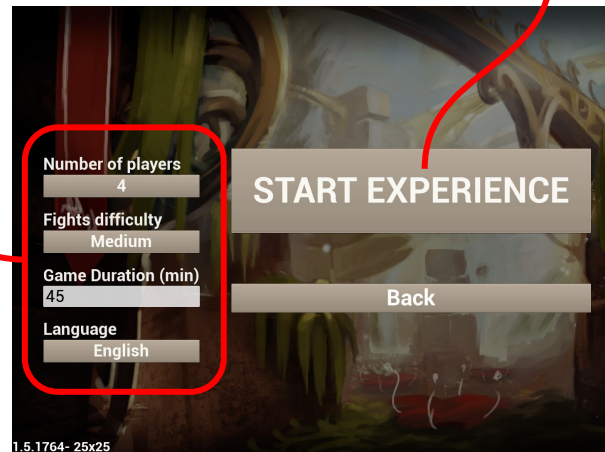 Number of players
4
Fights difficulty
Medium
Game Duration (min)
45
Language
English
START EXPERIENCE
Back
1.5.1764- 25x25